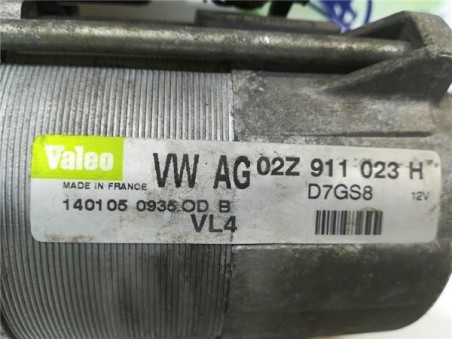 Valeo VW AG 02Z 911 023 H
MADE IN FRANCE D7GS8 12V
140105 0935 OD B
VL4